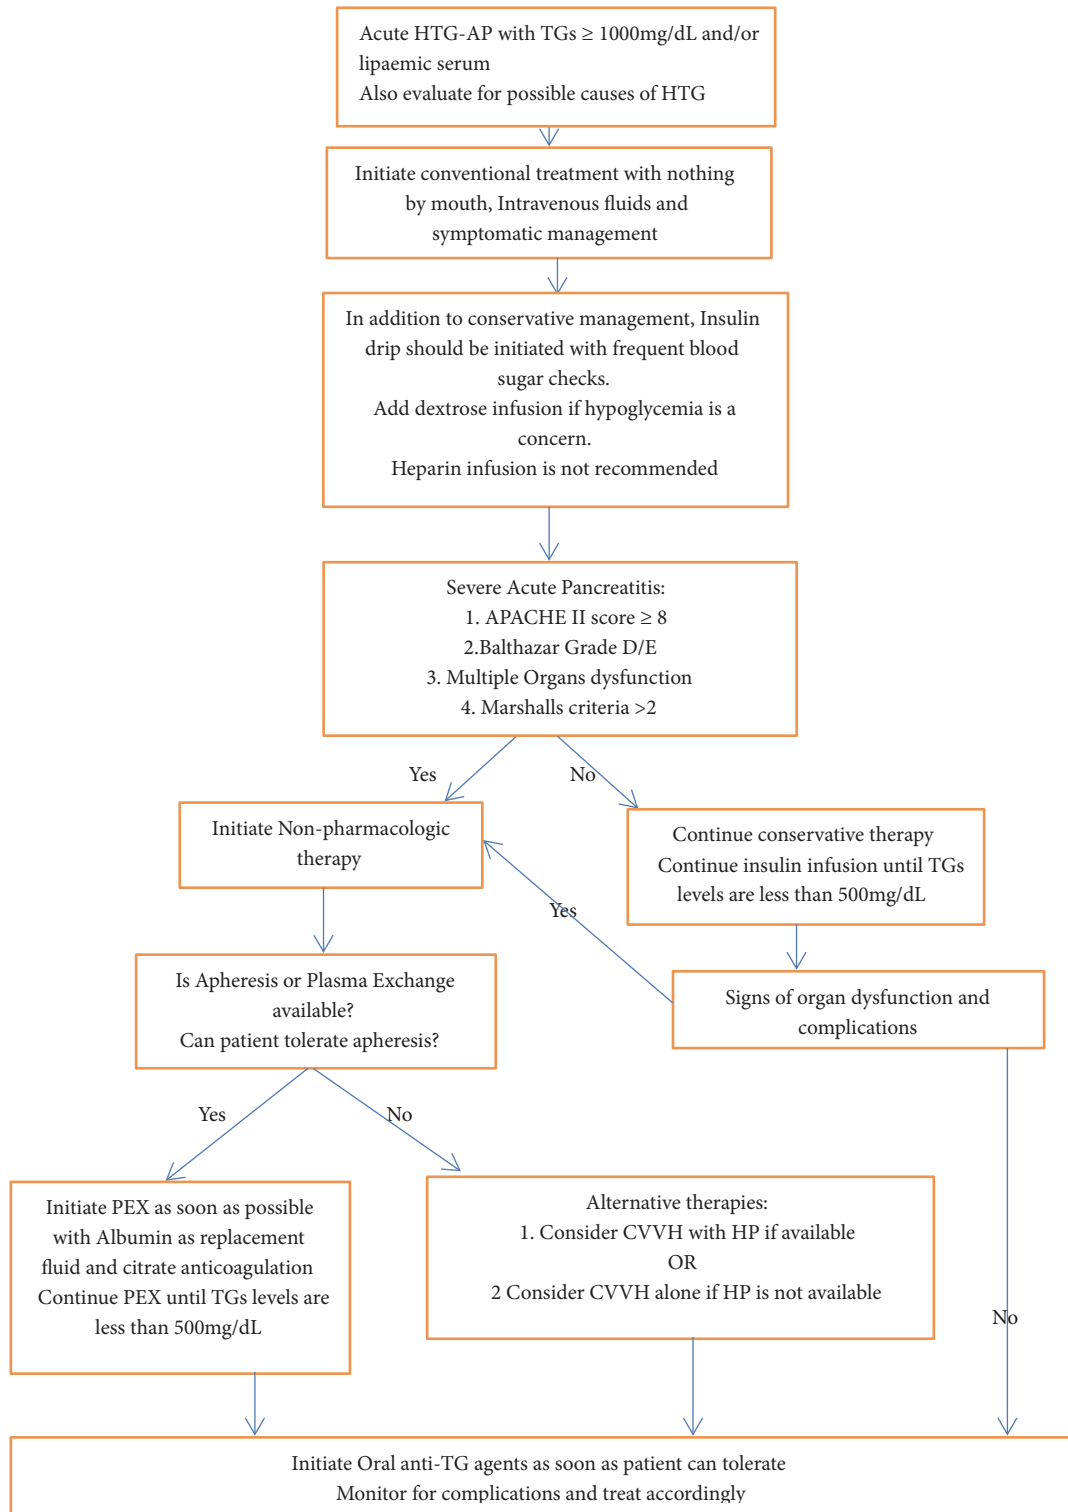 Acute HTG-AP with TGs ≥ 1000mg/dL and/or
lipaemic serum
Also evaluate for possible causes of HTG
Initiate conventional treatment with nothing
by mouth, Intravenous fluids and
symptomatic management
In addition to conservative management, Insulin
drip should be initiated with frequent blood
sugar checks.
Add dextrose infusion if hypoglycemia is a
concern.
Heparin infusion is not recommended
Severe Acute Pancreatitis:
1. APACHE II score ≥ 8
2.Balthazar Grade D/E
3. Multiple Organs dysfunction
4. Marshalls criteria >2
Yes
No
Initiate Non-pharmacologic
therapy
Continue conservative therapy
Continue insulin infusion until TGs
levels are less than 500mg/dL
Yes
Is Apheresis or Plasma Exchange
available?
Can patient tolerate apheresis?
Signs of organ dysfunction and
complications
Yes
No
Initiate PEX as soon as possible
with Albumin as replacement
fluid and citrate anticoagulation
Continue PEX until TGs levels are
less than 500mg/dL
Alternative therapies:
1. Consider CVVH with HP if available
OR
2 Consider CVVH alone if HP is not available
No
Initiate Oral anti-TG agents as soon as patient can tolerate
Monitor for complications and treat accordingly